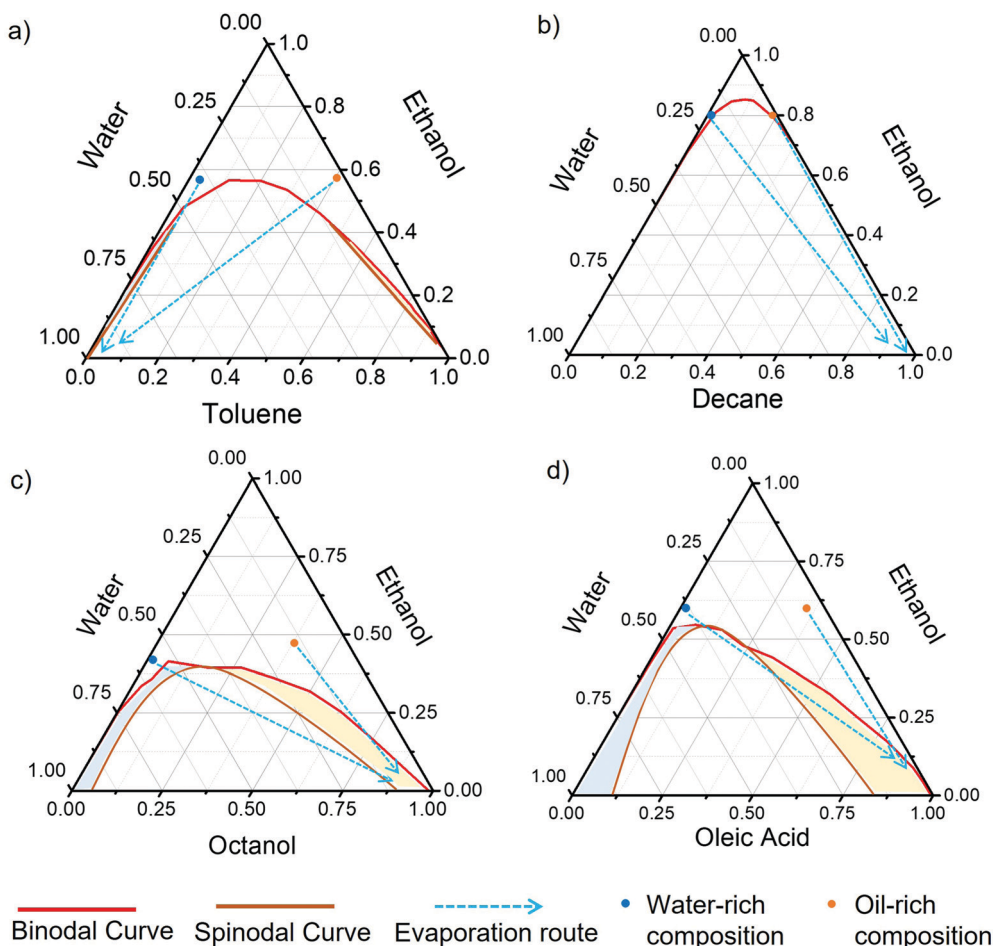 a)
0.00
1.0
0.25
0.8
Water
Ethanol
0.50
0.6
0.4
0.75
0.2
1.00
0.0
0.0
0.2
0.4
0.6
0.8
1.0
Toluene
b)
0.00
1.0
0.25
0.8
Water
Ethanol
0.50
0.6
0.4
0.75
0.2
1.00
0.0
0.0
0.2
0.4
0.6
0.8
1.0
Decane
c)
0.00
1.00
0.25
0.75
Water
Ethanol
0.50
0.50
0.75
0.25
1.00
0.00
0.00
0.25
0.50
0.75
1.00
Octanol
d)
0.00
1.00
0.25
0.75
Water
Ethanol
0.50
0.50
0.75
0.25
1.00
0.00
0.00
0.25
0.50
0.75
1.00
Oleic Acid
Binodal Curve
Spinodal Curve
Evaporation route
Water-rich
composition
Oil-rich
composition